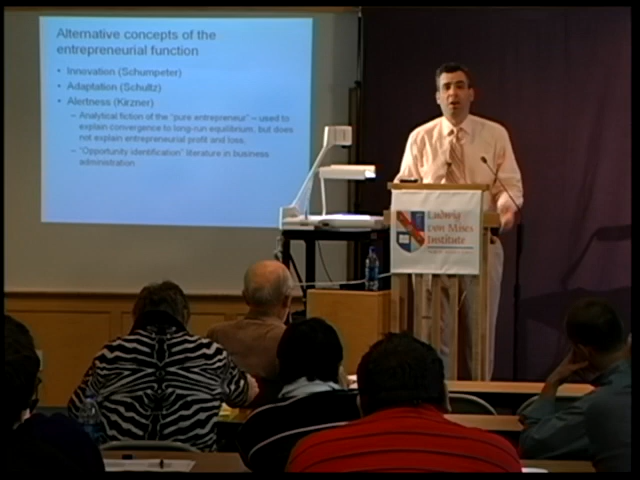 Alternative concepts of the
entrepreneurial function
• Innovation (Schumpeter)
• Adaptation (Schultz)
• Alertness (Kirzner)
– Analytical fiction of the “pure entrepreneur” – used to
explain convergence to long-run equilibrium, but does
not explain entrepreneurial profit and loss.
– “Opportunity identification” literature in business
administration
Ludwig
von Mises
Institute